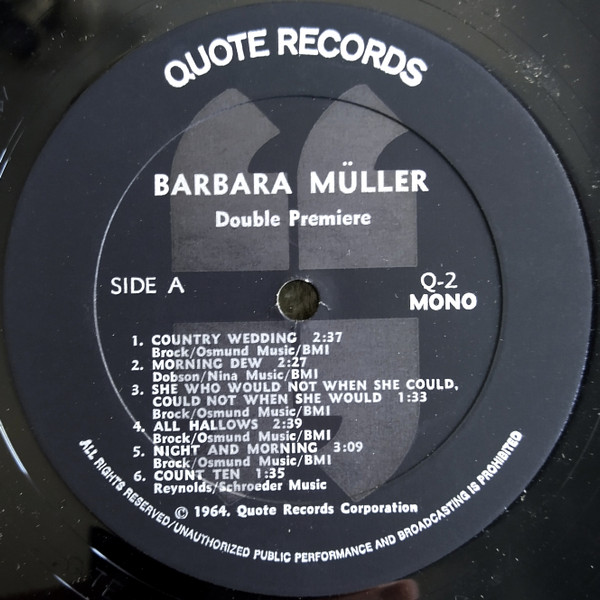 QUOTE RECORDS
BARBARA MÜLLER
Double Premiere
SIDE A
Q-2
MONO
1. COUNTRY WEDDING 2:37
Brock/Osmund Music/BMI
2. MORNING DEW 2:27
Dobson/Nina Music/BMI
3. SHE WHO WOULD NOT WHEN SHE COULD,
COULD NOT WHEN SHE WOULD 1:33
Brock/Osmund Music/BMI
4. ALL HALLOWS 2:39
Brock/Osmund Music/BMI
5. NIGHT AND MORNING 3:09
Brock/Osmund Music/BMI
6. COUNT TEN 1:35
Reynolds/Schroeder Music
© 1964, Quote Records Corporation
ALL RIGHTS RESERVED/UNAUTHORIZED PUBLIC PERFORMANCE AND BROADCASTING IS PROHIBITED